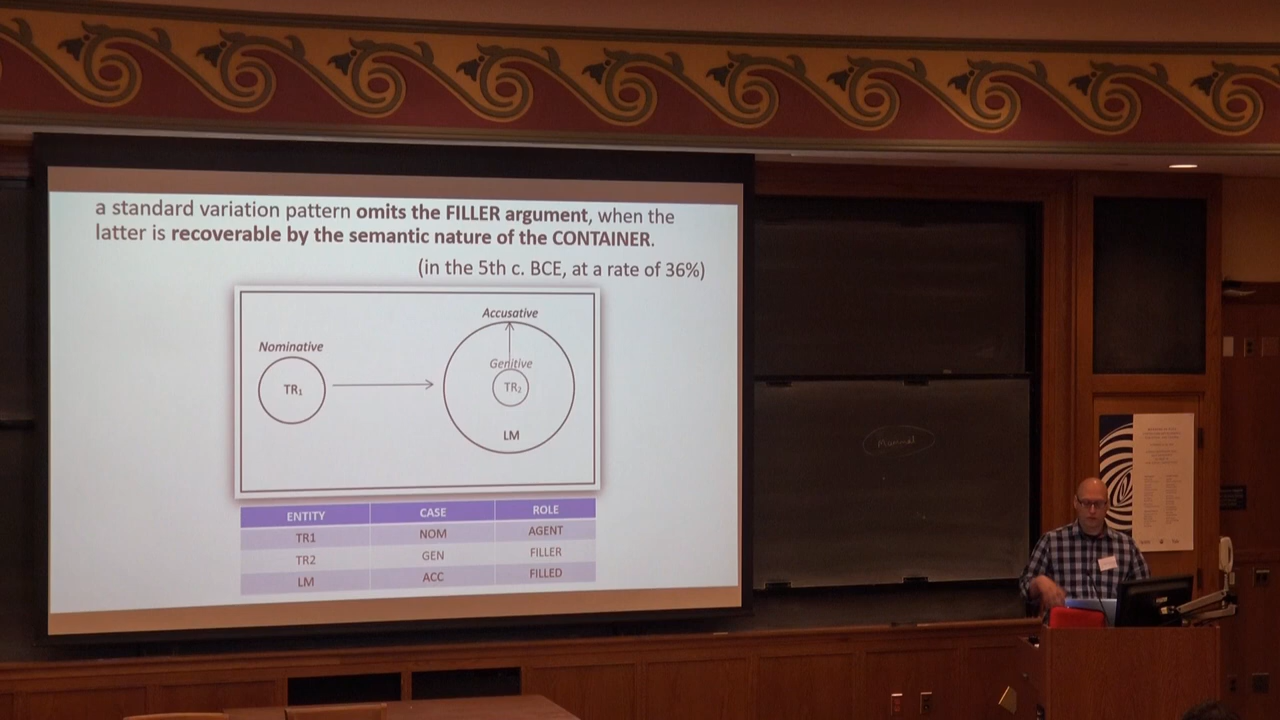 a standard variation pattern omits the FILLER argument, when the
latter is recoverable by the semantic nature of the CONTAINER.
(in the 5th c. BCE, at a rate of 36%)
Accusative
Nominative
Genitive
TR1
TR2
LM
ENTITY CASE ROLE
TR1 NOM AGENT
TR2 GEN FILLER
LM ACC FILLED